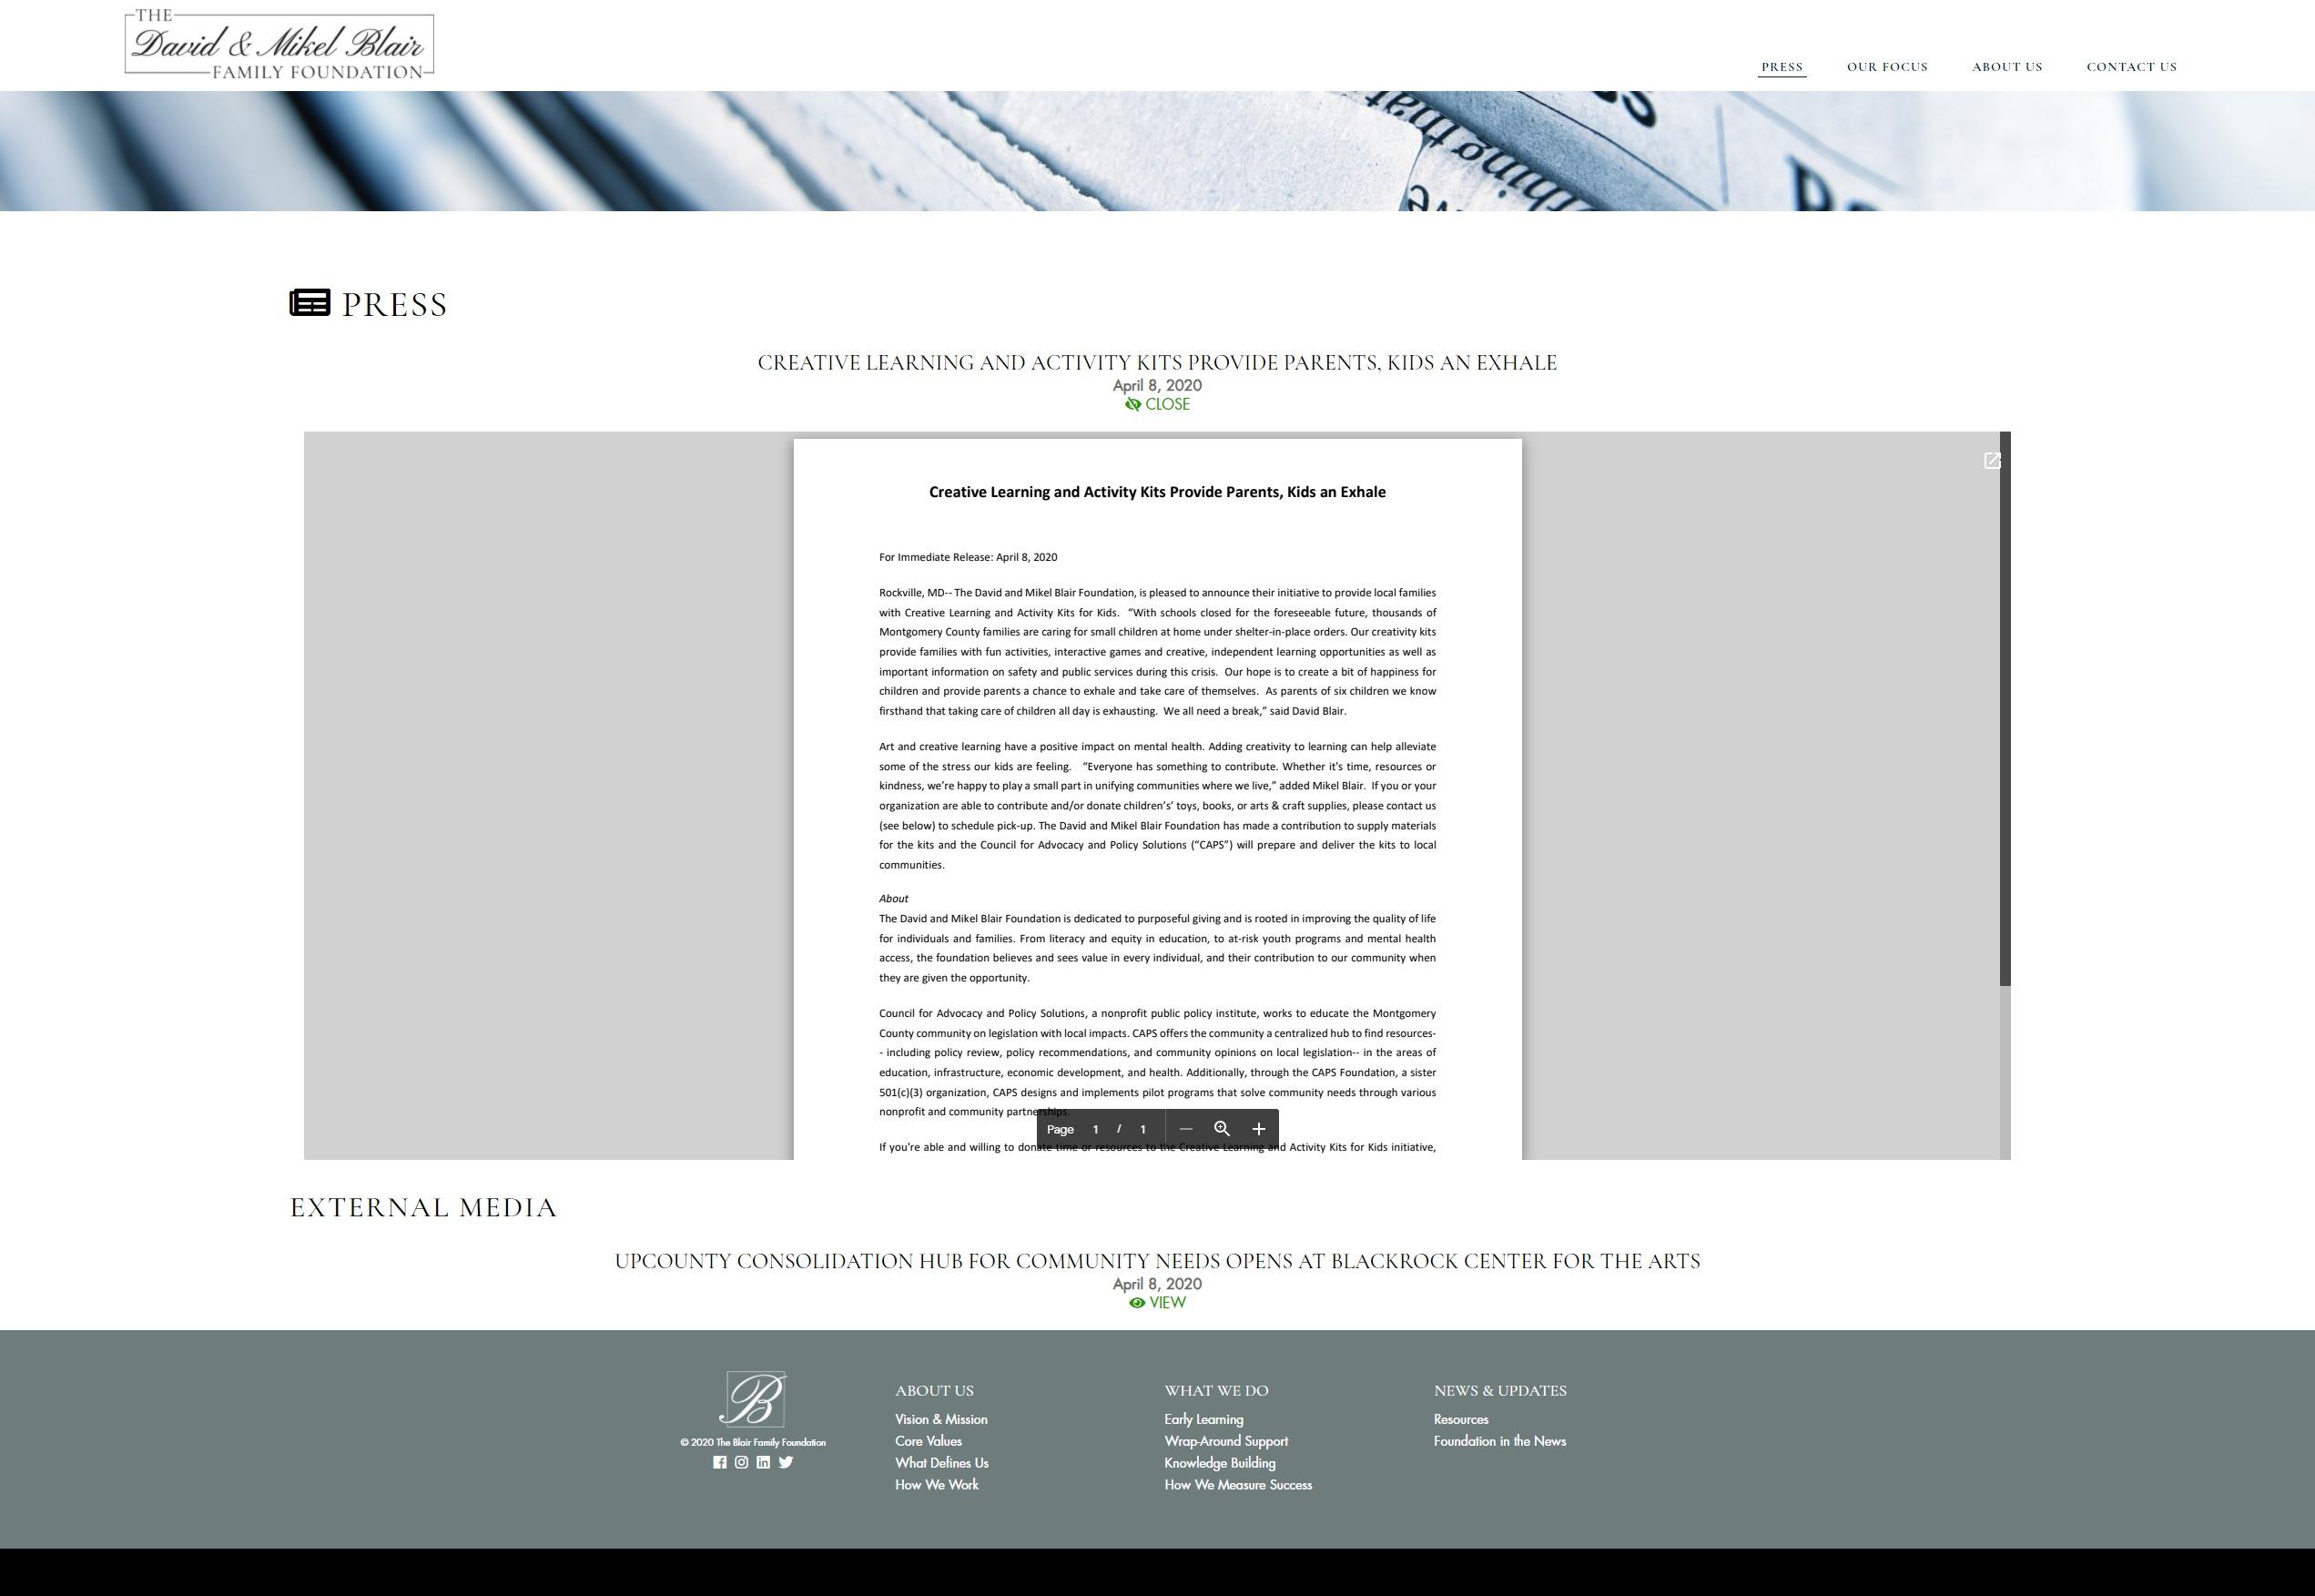 THE
David & Mikel Blair
FAMILY FOUNDATION
PRESS
OUR FOCUS
ABOUT US
CONTACT US
PRESS
CREATIVE LEARNING AND ACTIVITY KITS PROVIDE PARENTS, KIDS AN EXHALE
April 8, 2020
CLOSE
Creative Learning and Activity Kits Provide Parents, Kids an Exhale
For Immediate Release: April 8, 2020
Rockville, MD-- The David and Mikel Blair Foundation, is pleased to announce their initiative to provide local families
with Creative Learning and Activity Kits for Kids. “With schools closed for the foreseeable future, thousands of
Montgomery County families are caring for small children at home under shelter-in-place orders. Our creativity kits
provide families with fun activities, interactive games and creative, independent learning opportunities as well as
important information on safety and public services during this crisis. Our hope is to create a bit of happiness for
children and provide parents a chance to exhale and take care of themselves. As parents of six children we know
firsthand that taking care of children all day is exhausting. We all need a break,” said David Blair.
Art and creative learning have a positive impact on mental health. Adding creativity to learning can help alleviate
some of the stress our kids are feeling. “Everyone has something to contribute. Whether it's time, resources or
kindness, we’re happy to play a small part in unifying communities where we live,” added Mikel Blair. If you or your
organization are able to contribute and/or donate children’s’ toys, books, or arts & craft supplies, please contact us
(see below) to schedule pick-up. The David and Mikel Blair Foundation has made a contribution to supply materials
for the kits and the Council for Advocacy and Policy Solutions (“CAPS”) will prepare and deliver the kits to local
communities.
About
The David and Mikel Blair Foundation is dedicated to purposeful giving and is rooted in improving the quality of life
for individuals and families. From literacy and equity in education, to at-risk youth programs and mental health
access, the foundation believes and sees value in every individual, and their contribution to our community when
they are given the opportunity.
Council for Advocacy and Policy Solutions, a nonprofit public policy institute, works to educate the Montgomery
County community on legislation with local impacts. CAPS offers the community a centralized hub to find resources-
- including policy review, policy recommendations, and community opinions on local legislation-- in the areas of
education, infrastructure, economic development, and health. Additionally, through the CAPS Foundation, a sister
501(c)(3) organization, CAPS designs and implements pilot programs that solve community needs through various
nonprofit and community partnerships.
Page 1 / 1
If you're able and willing to donate time or resources to the Creative Learning and Activity Kits for Kids initiative,
EXTERNAL MEDIA
UPCOUNTY CONSOLIDATION HUB FOR COMMUNITY NEEDS OPENS AT BLACKROCK CENTER FOR THE ARTS
April 8, 2020
VIEW
B
© 2020 The Blair Family Foundation
ABOUT US
Vision & Mission
Core Values
What Defines Us
How We Work
WHAT WE DO
Early Learning
Wrap-Around Support
Knowledge Building
How We Measure Success
NEWS & UPDATES
Resources
Foundation in the News